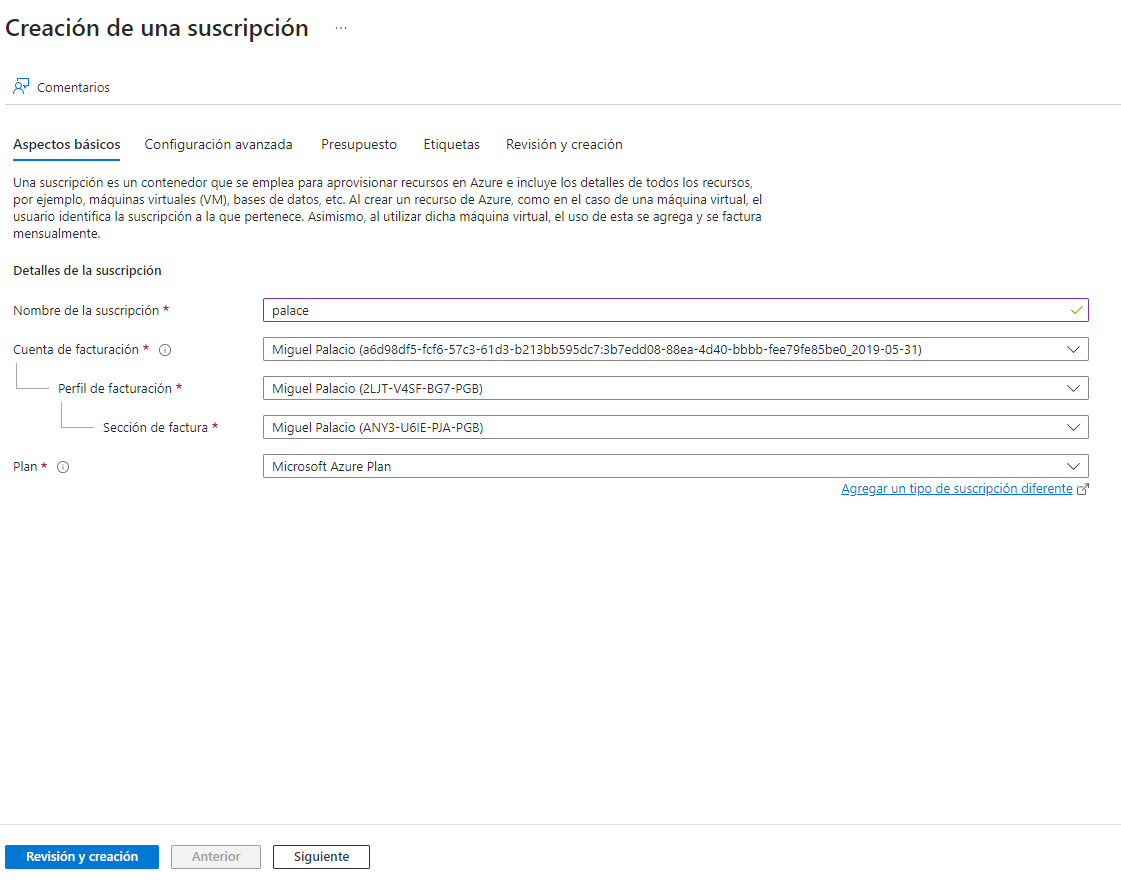 Creación de una suscripción ...
Comentarios
Aspectos básicos Configuración avanzada Presupuesto Etiquetas Revisión y creación
Una suscripción es un contenedor que se emplea para aprovisionar recursos en Azure e incluye los detalles de todos los recursos,
por ejemplo, máquinas virtuales (VM), bases de datos, etc. Al crear un recurso de Azure, como en el caso de una máquina virtual, el
usuario identifica la suscripción a la que pertenece. Asimismo, al utilizar dicha máquina virtual, el uso de esta se agrega y se factura
mensualmente.
Detalles de la suscripción
Nombre de la suscripción * palace
Cuenta de facturación * Miguel Palacio (a6d98df5-fcf6-57c3-61d3-b213bb595dc7:3b7edd08-88ea-4d40-bbbb-fee79fe85be0_2019-05-31)
Perfil de facturación * Miguel Palacio (2LJT-V4SF-BG7-PGB)
Sección de factura * Miguel Palacio (ANY3-U6IE-PJA-PGB)
Plan * Microsoft Azure Plan
Agregar un tipo de suscripción diferente
Revisión y creación Anterior Siguiente